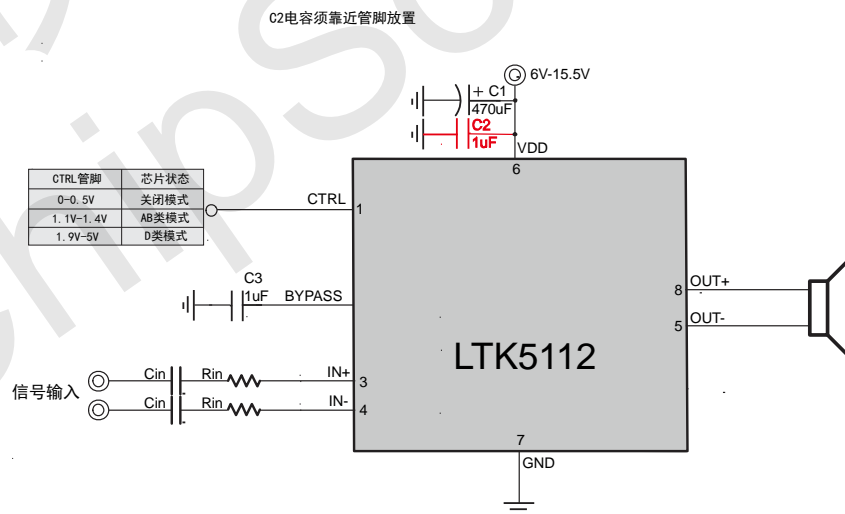 C2电容须靠近管脚放置
6V-15.5V
+ C1
470uF
C2
1uF
VDD
6
CTRL管脚 芯片状态
0-0.5V 关闭模式
1.1V-1.4V AB类模式
1.9V-5V D类模式
CTRL
1
C3
1uF BYPASS
8 OUT+
5 OUT-
LTK5112
信号输入
Cin Rin IN+ 3
Cin Rin IN- 4
7
GND